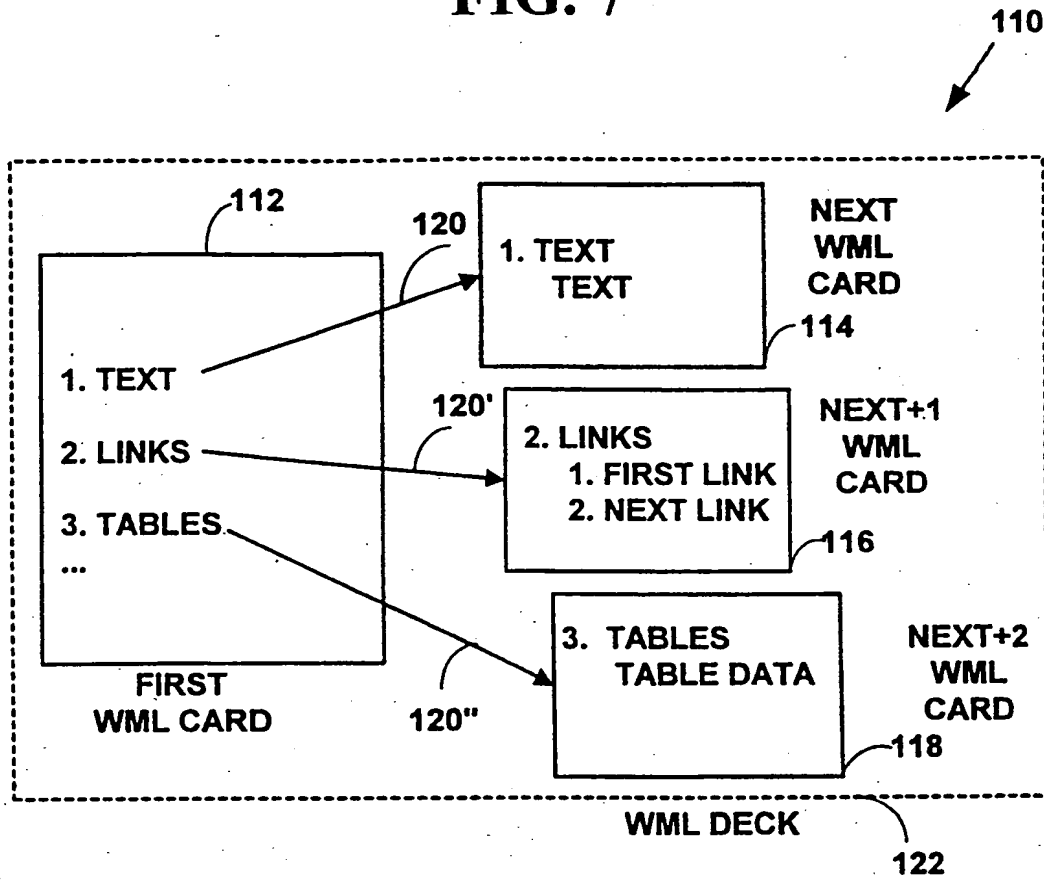 FIG. 7
110
112
120
1. TEXT
TEXT
NEXT
WML
CARD
114
1. TEXT
2. LINKS
3. TABLES
...
120'
2. LINKS
1. FIRST LINK
2. NEXT LINK
NEXT+1
WML
CARD
116
3. TABLES
TABLE DATA
NEXT+2
WML
CARD
118
FIRST
WML CARD
120"
WML DECK
122